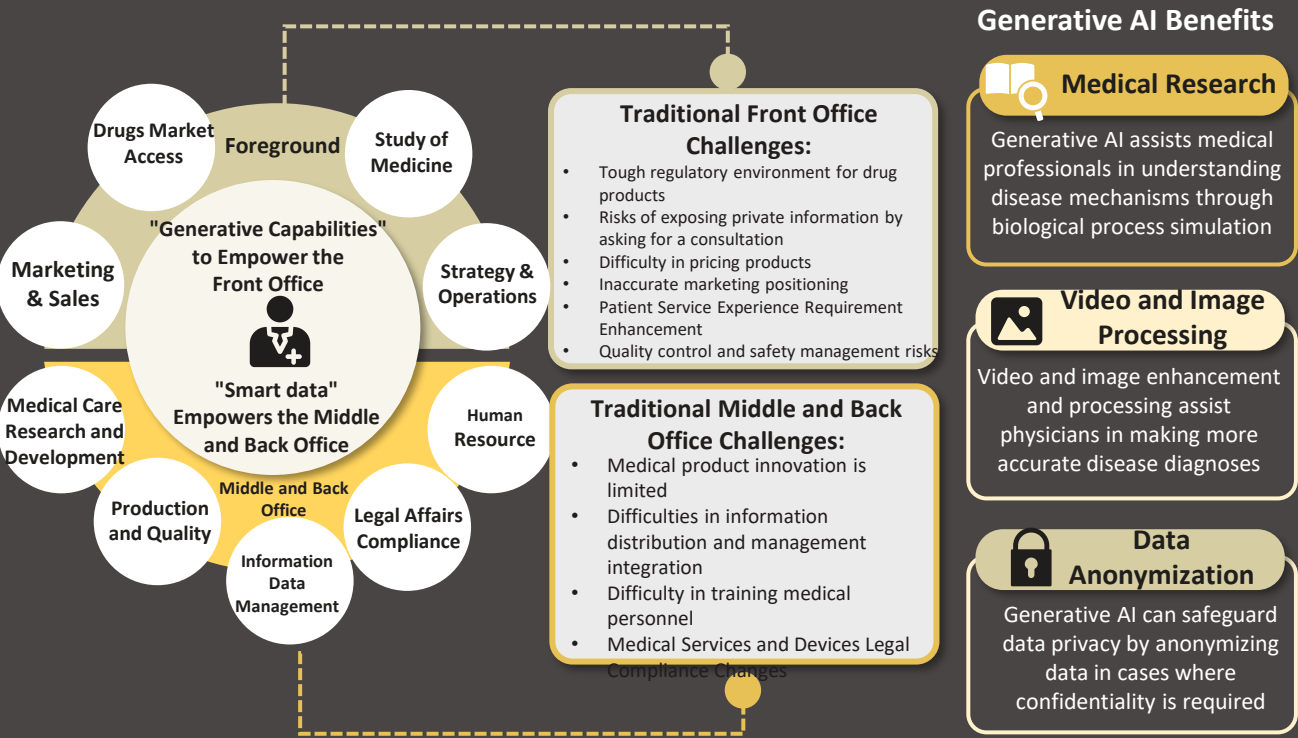 Drugs Market
Access
Foreground
Study of
Medicine
Marketing
& Sales
"Generative Capabilities"
to Empower the
Front Office
Strategy &
Operations
"Smart data"
Empowers the Middle
and Back Office
Medical Care
Research and
Development
Human
Resource
Production
and Quality
Middle and Back
Office
Legal Affairs
Compliance
Information
Data
Management
Traditional Front Office
Challenges:
• Tough regulatory environment for drug
products
• Risks of exposing private information by
asking for a consultation
• Difficulty in pricing products
• Inaccurate marketing positioning
• Patient Service Experience Requirement
Enhancement
• Quality control and safety management risks
Traditional Middle and Back
Office Challenges:
• Medical product innovation is
limited
• Difficulties in information
distribution and management
integration
• Difficulty in training medical
personnel
• Medical Services and Devices Legal
Compliance Changes
Generative AI Benefits
Medical Research
Generative AI assists medical
professionals in understanding
disease mechanisms through
biological process simulation
Video and Image
Processing
Video and image enhancement
and processing assist
physicians in making more
accurate disease diagnoses
Data
Anonymization
Generative AI can safeguard
data privacy by anonymizing
data in cases where
confidentiality is required